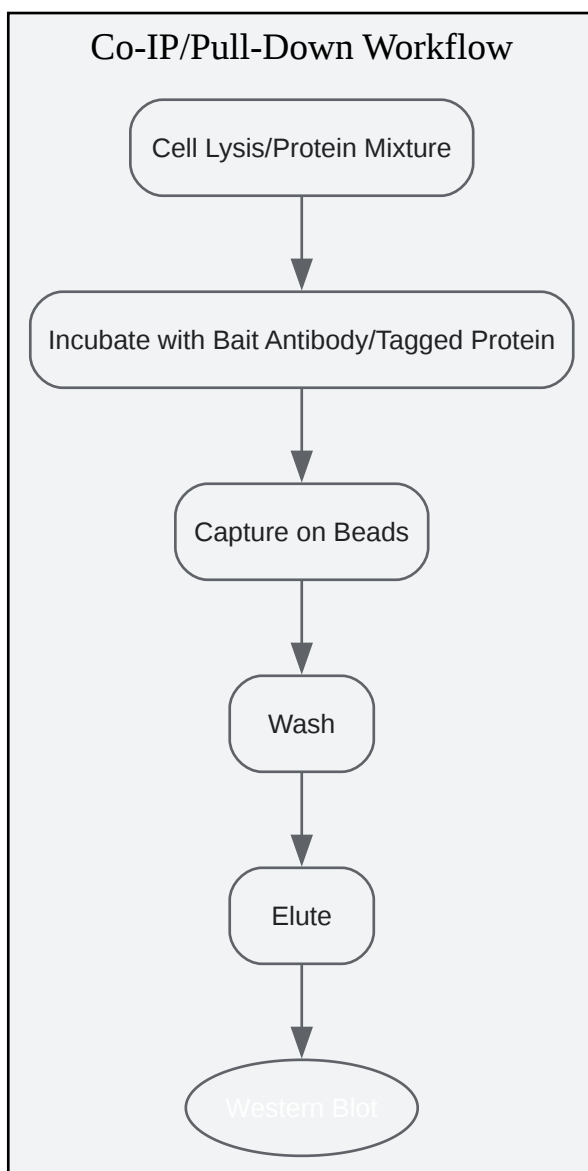 Co-IP/Pull-Down Workflow
Cell Lysis/Protein Mixture
Incubate with Bait Antibody/Tagged Protein
Capture on Beads
Wash
Elute
Western Blot